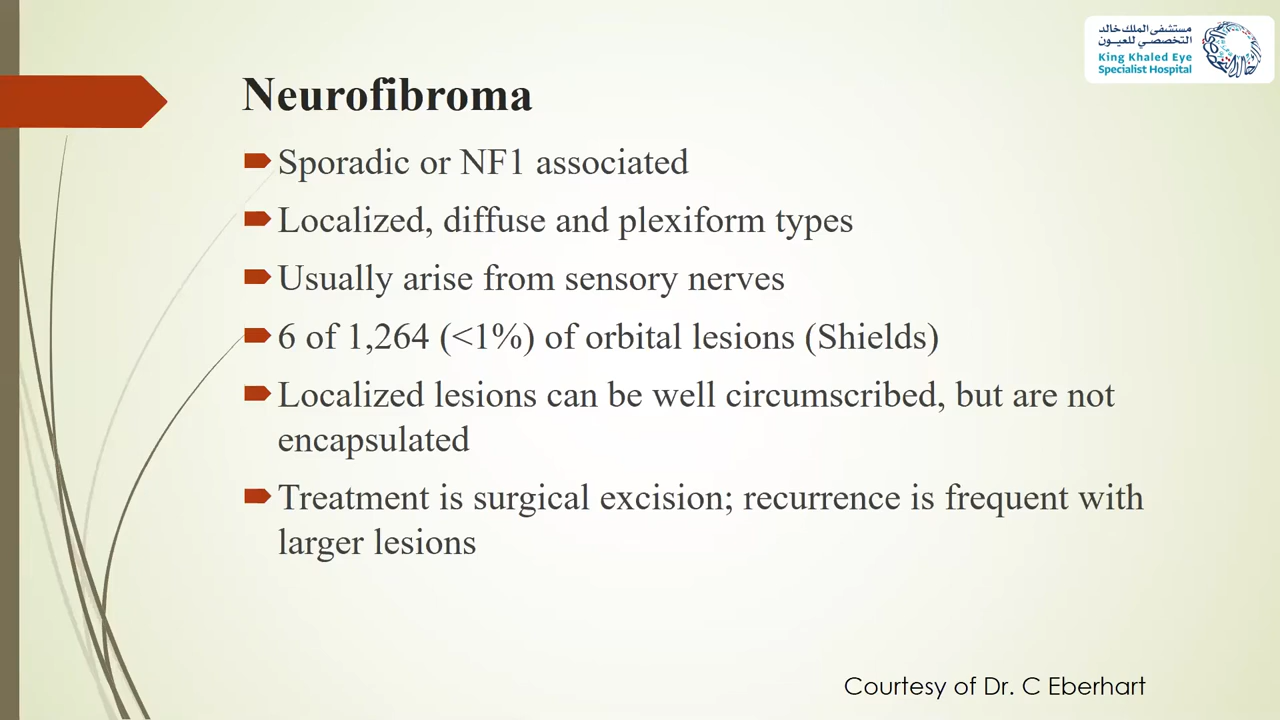 مستشفى الملك خالد
التخصصي للعيون
King Khaled Eye
Specialist Hospital
Neurofibroma
Sporadic or NF1 associated
Localized, diffuse and plexiform types
Usually arise from sensory nerves
6 of 1,264 (<1%) of orbital lesions (Shields)
Localized lesions can be well circumscribed, but are not
encapsulated
Treatment is surgical excision; recurrence is frequent with
larger lesions
Courtesy of Dr. C Eberhart